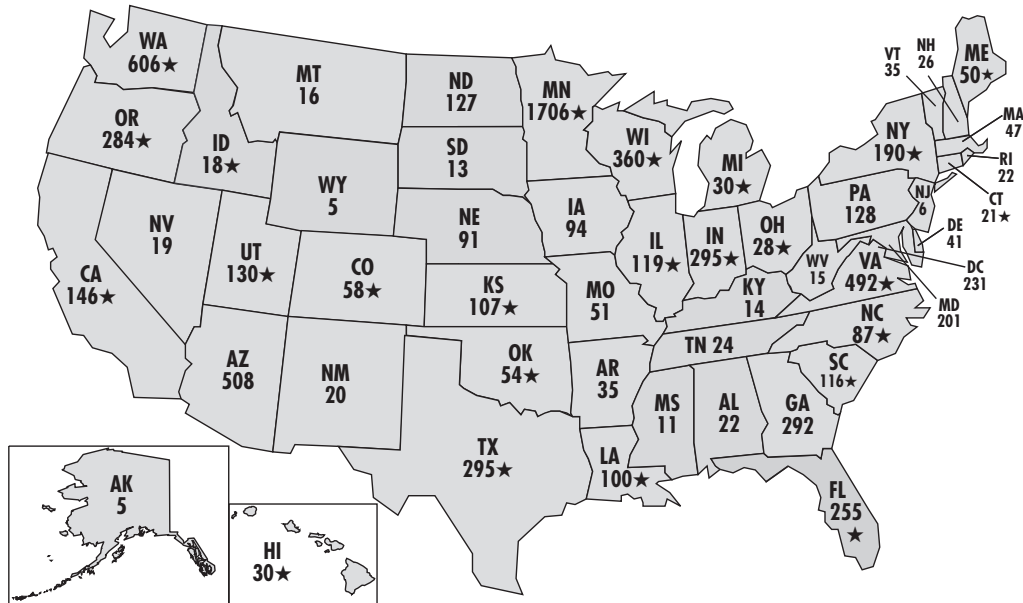 WA
606★
OR
284★
ID
18★
MT
16
ND
127
MN
1706★
WI
360★
MI
30★
VT
35
NH
26
ME
50★
MA
47
RI
22
CT
21★
NY
190★
PA
128
NJ
6
DE
41
DC
231
MD
201
SD
13
WY
5
NE
91
IA
94
IL
119★
IN
295★
OH
28★
WV
15
VA
492★
NV
19
UT
130★
CO
58★
CA
146★
KS
107★
MO
51
KY
14
NC
87★
TN 24
SC
116★
AZ
508
NM
20
OK
54★
AR
35
MS
11
AL
22
GA
292
TX
295★
LA
100★
FL
255
★
AK
5
HI
30★